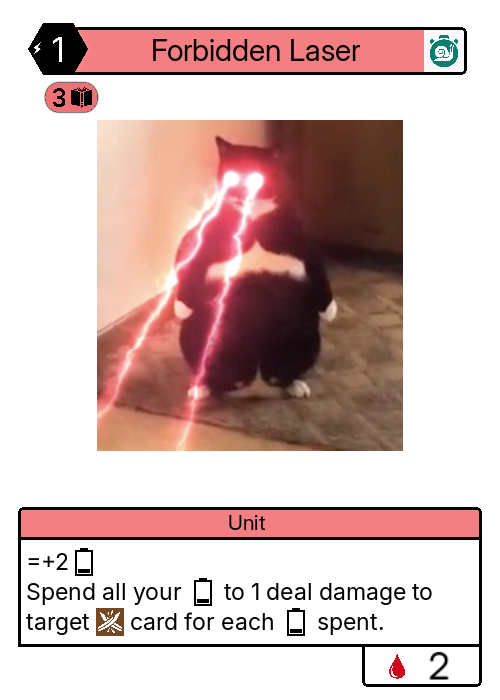 1
Forbidden Laser
3
Unit
=+2
Spend all your to 1 deal damage to
target card for each spent.
2